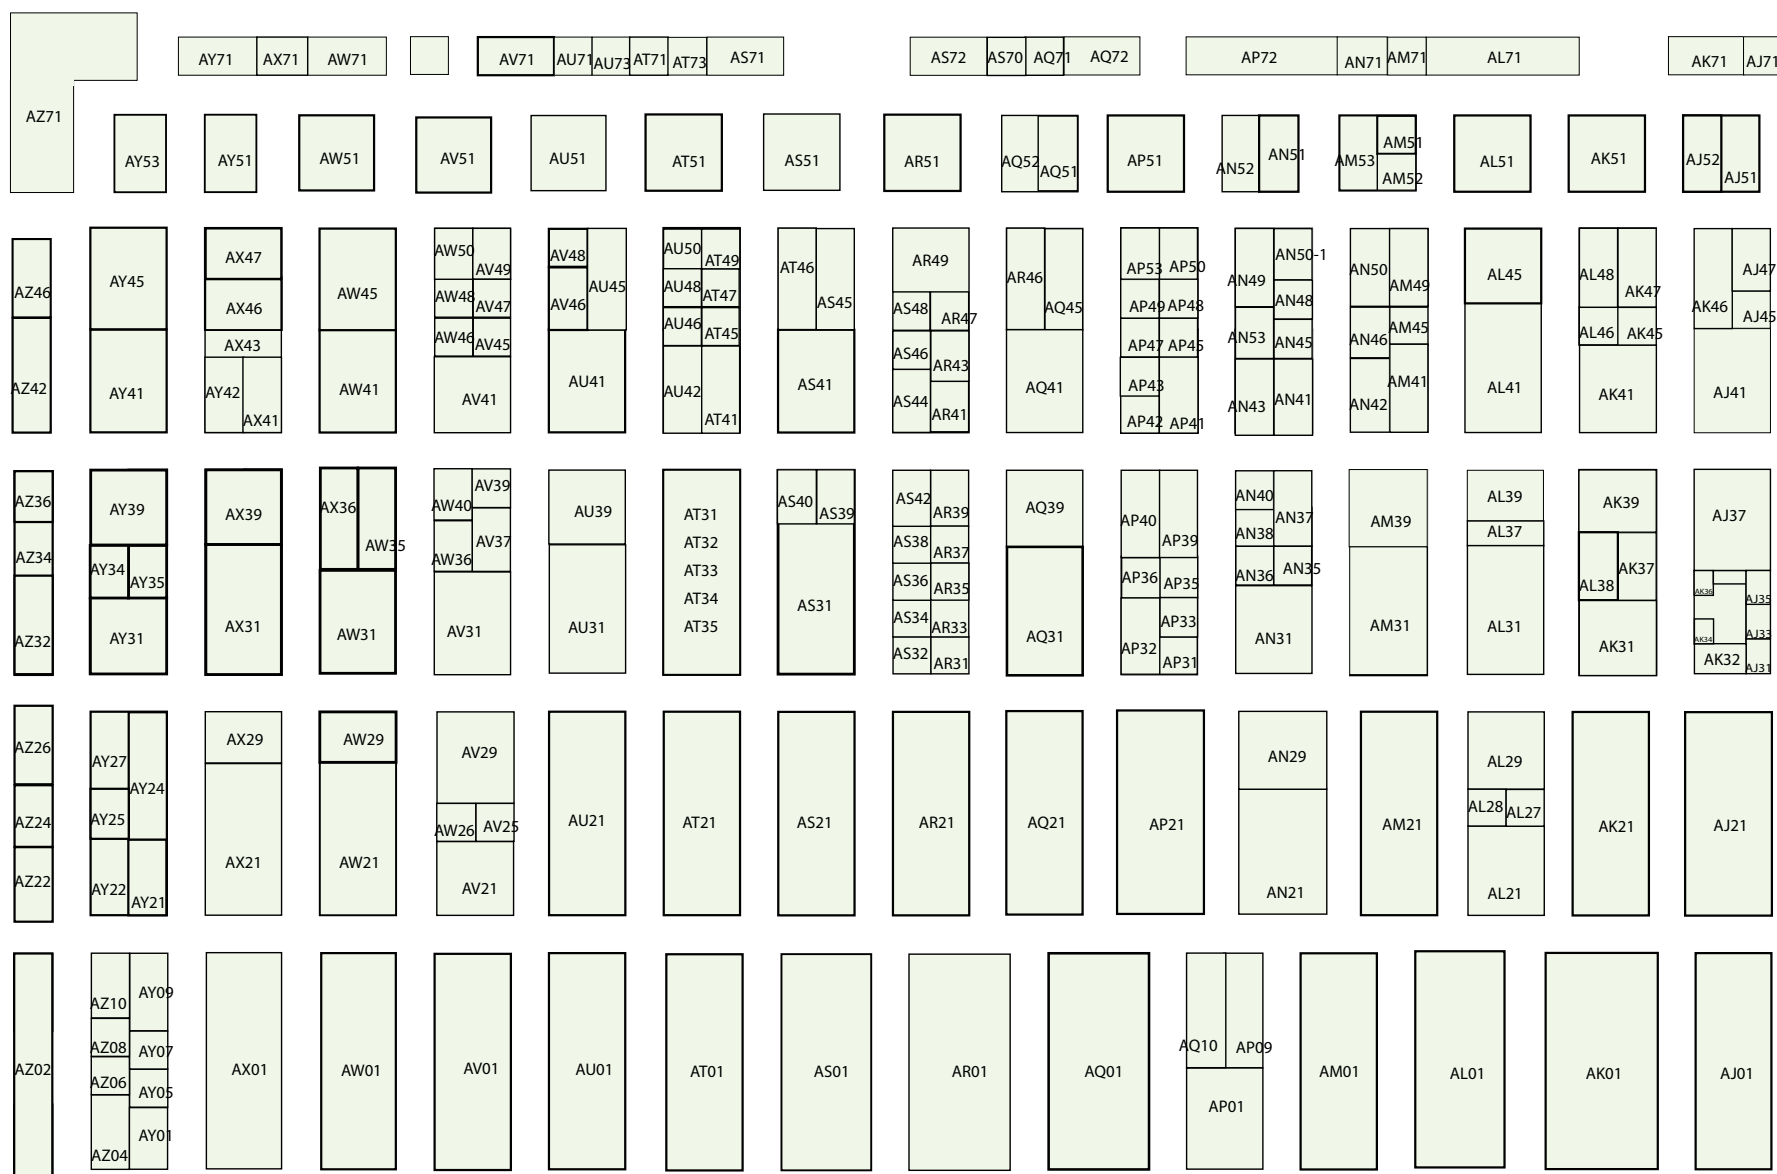 AY71 AX71 AW71 AV71 AU71 AU73 AT71 AT73 AS71 AS72 AS70 AQ71 AQ72 AP72 AN71 AM71 AL71 AK71 AJ71
AZ71
AY53 AY51 AW51 AV51 AU51 AT51 AS51 AR51 AQ52 AQ51 AP51 AN52 AN51 AM53 AM51 AM52 AL51 AK51 AJ52 AJ51
AZ46
AZ42
AY45
AY41
AX47
AX46
AX43
AY42 AX41
AW45
AW41
AW50 AV49
AW48 AV47
AW46 AV45
AV41
AV48 AU45
AV46
AU41
AU50 AT49
AU48 AT47
AU46 AT45
AU42 AT41
AT46 AS45
AS41
AR49
AS48 AR47
AS46 AR43
AS44 AR41
AR46 AQ45
AQ41
AP53 AP50
AP49 AP48
AP47 AP45
AP43
AP42 AP41
AN50-1
AN49 AN48
AN53 AN45
AN43 AN41
AN50 AM49
AN46 AM45
AN42 AM41
AL45
AL41
AL48 AK47
AL46 AK45
AK41
AJ47
AK46 AJ45
AJ41
AZ36
AZ34
AZ32
AY39
AY34 AY35
AY31
AX39
AX31
AX36 AW35
AW31
AW40 AV39
AW36 AV37
AV31
AU39
AU31
AT31
AT32
AT33
AT34
AT35
AS40 AS39
AS31
AS42 AR39
AS38 AR37
AS36 AR35
AS34 AR33
AS32 AR31
AQ39
AQ31
AP40 AP39
AP36 AP35
AP33
AP32 AP31
AN40 AN37
AN38
AN36 AN35
AN31
AM39
AM31
AL39
AL37
AL31
AK39
AL38 AK37
AK31
AJ37
AK36 AJ35
AK34 AJ33
AK32 AJ31
AZ26
AZ24
AZ22
AY27 AY24
AY25
AY22 AY21
AX29
AX21
AW29
AW21
AV29
AW26 AV25
AV21
AU21 AT21 AS21 AR21 AQ21 AP21
AN29
AN21
AM21
AL29
AL28 AL27
AL21
AK21 AJ21
AZ02
AZ10 AY09
AZ08 AY07
AZ06 AY05
AZ04 AY01
AX01 AW01 AV01 AU01 AT01 AS01 AR01 AQ01
AQ10 AP09
AP01
AM01 AL01 AK01 AJ01